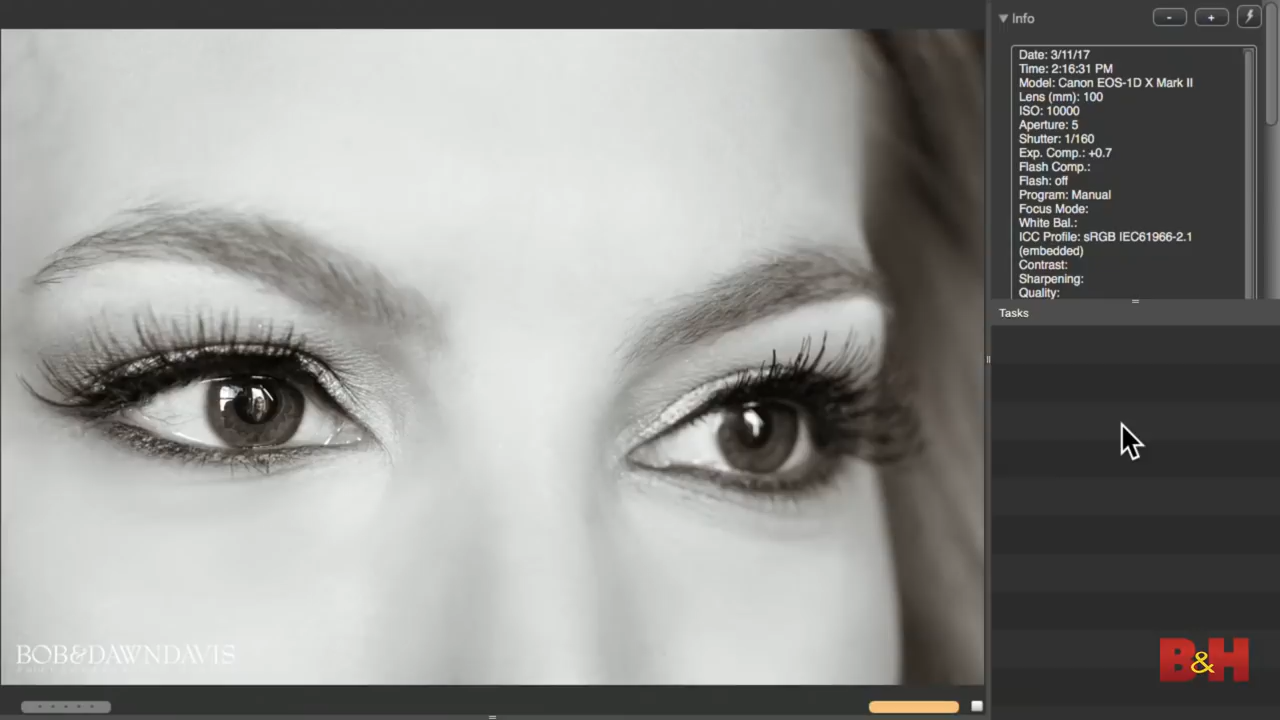 Info
- +
Date: 3/11/17
Time: 2:16:31 PM
Model: Canon EOS-1D X Mark II
Lens (mm): 100
ISO: 10000
Aperture: 5
Shutter: 1/160
Exp. Comp.: +0.7
Flash Comp.:
Flash: off
Program: Manual
Focus Mode:
White Bal.:
ICC Profile: sRGB IEC61966-2.1
(embedded)
Contrast:
Sharpening:
Quality:
Tasks
BOB&DAWNDAVIS
B&H